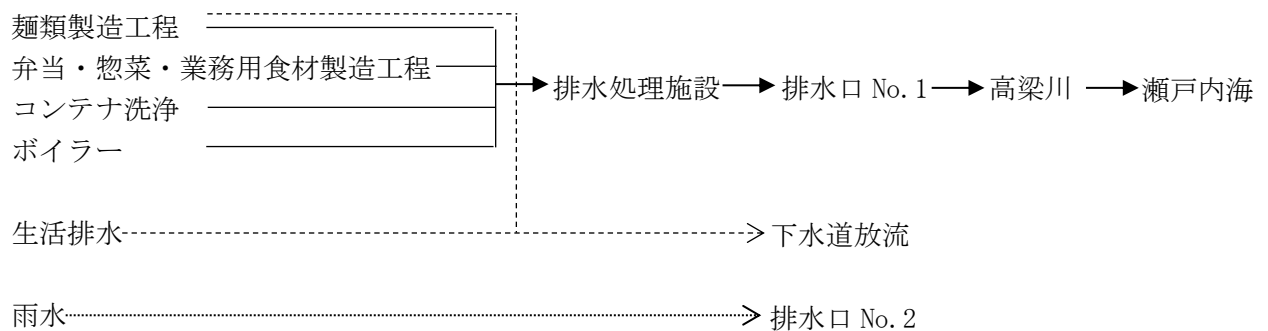 麺類製造工程
弁当・惣菜・業務用食材製造工程
コンテナ洗浄
ボイラー
排水処理施設
排水口 No.1
高梁川
瀬戸内海
生活排水
下水道放流
雨水
排水口 No.2